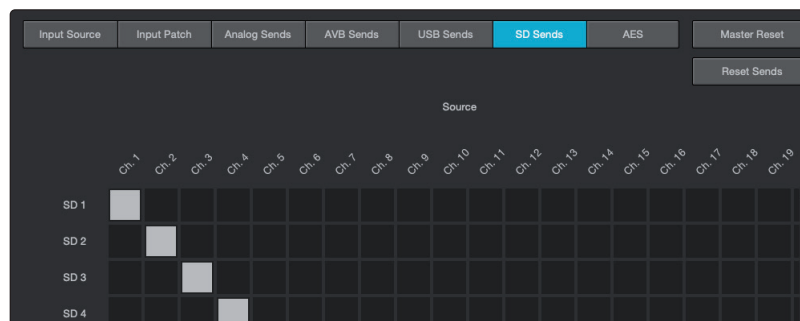 Input Source Input Patch Analog Sends AVB Sends USB Sends SD Sends AES Master Reset
Reset Sends
Source
Ch. 1 Ch. 2 Ch. 3 Ch. 4 Ch. 5 Ch. 6 Ch. 7 Ch. 8 Ch. 9 Ch. 10 Ch. 11 Ch. 12 Ch. 13 Ch. 14 Ch. 15 Ch. 16 Ch. 17 Ch. 18 Ch. 19
SD 1
SD 2
SD 3
SD 4